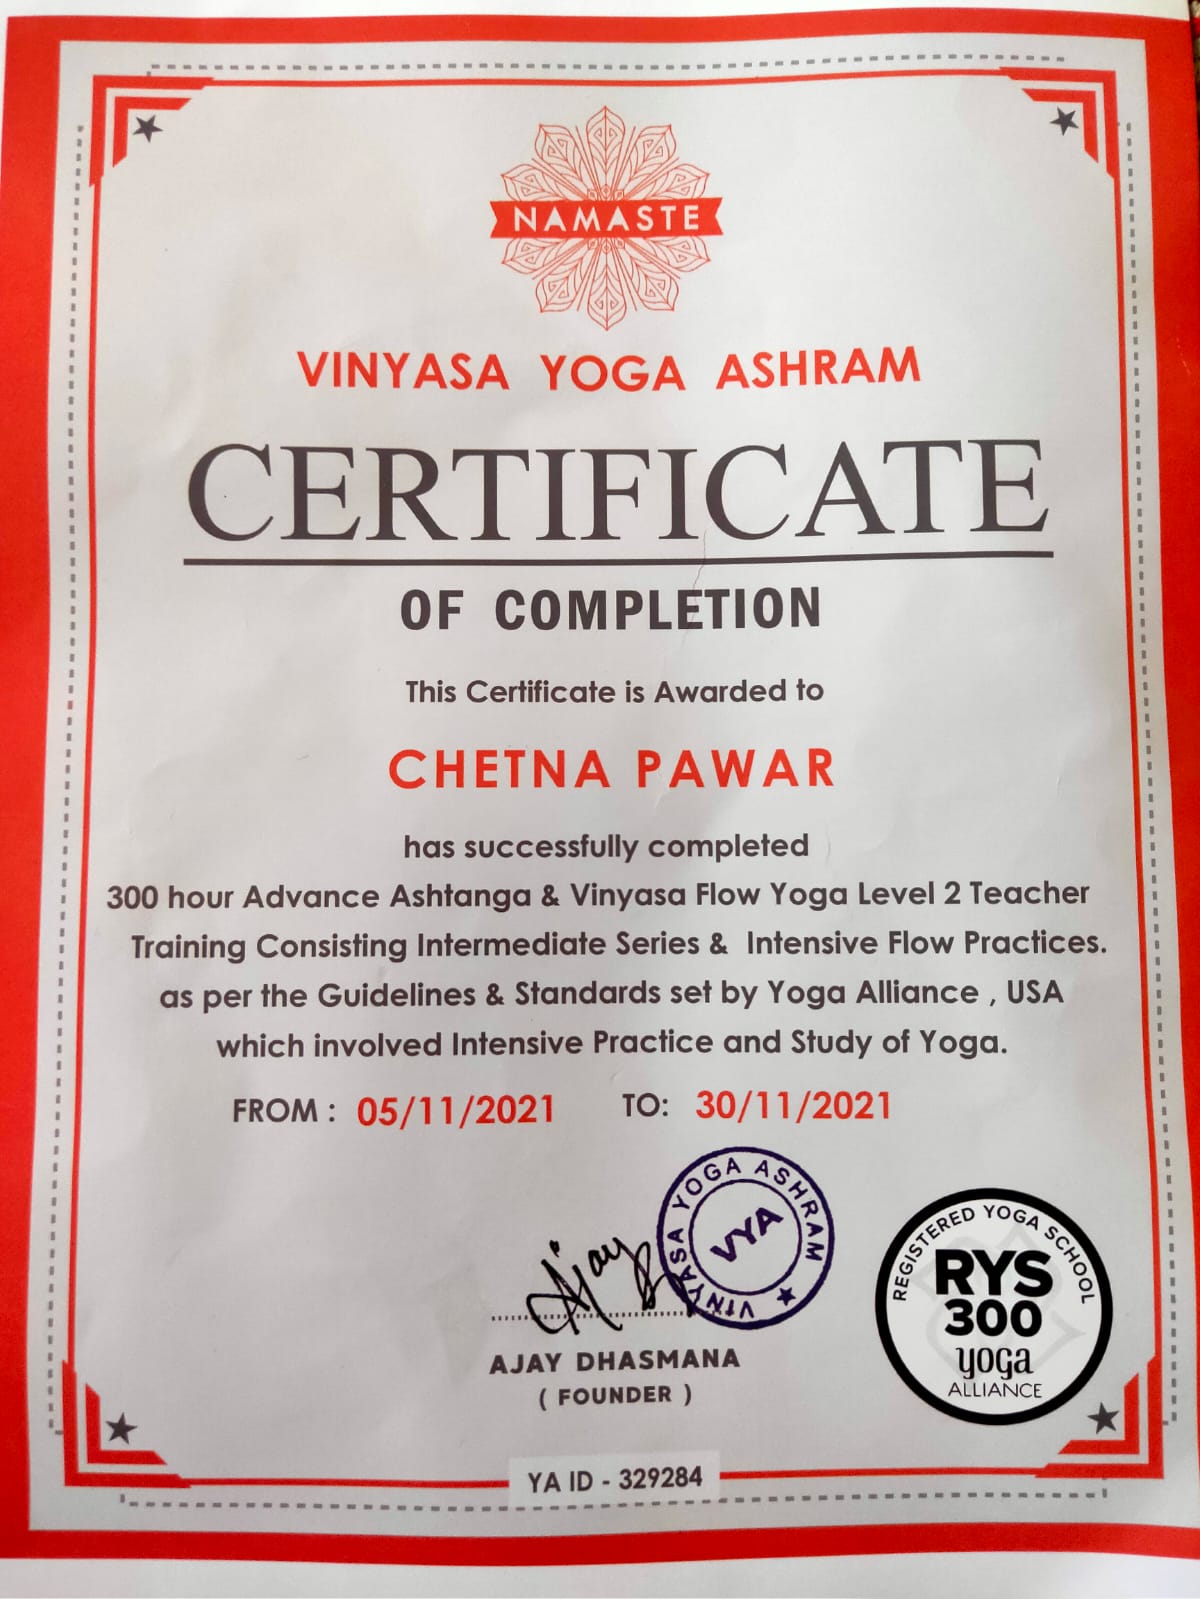 NAMASTE
VINYASA YOGA ASHRAM
CERTIFICATE
OF COMPLETION
This Certificate is Awarded to
CHETNA PAWAR
has successfully completed
300 hour Advance Ashtanga & Vinyasa Flow Yoga Level 2 Teacher
Training Consisting Intermediate Series & Intensive Flow Practices.
as per the Guidelines & Standards set by Yoga Alliance , USA
which involved Intensive Practice and Study of Yoga.
FROM : 05/11/2021 TO: 30/11/2021
Ajay
VINYASA YOGA ASHRAM
VYA
AJAY DHASMANA
( FOUNDER )
REGISTERED YOGA SCHOOL
RYS
300
yoga
ALLIANCE
YA ID - 329284